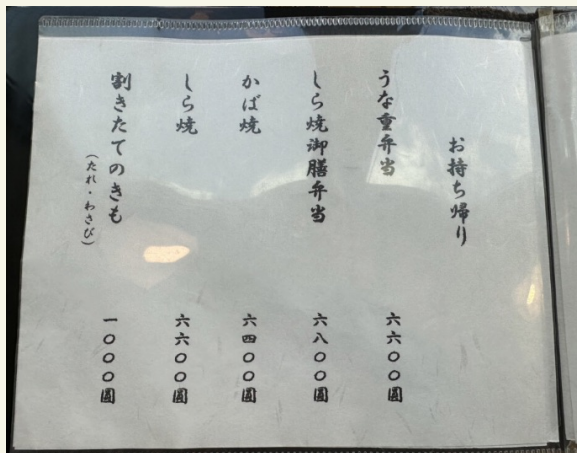 お持ち帰り
うな重弁当 六六〇〇圓
しら焼御膳弁当 六八〇〇圓
かば焼 六四〇〇圓
しら焼 六六〇〇圓
割きたてのきも 一〇〇〇圓
(たれ・わさび)